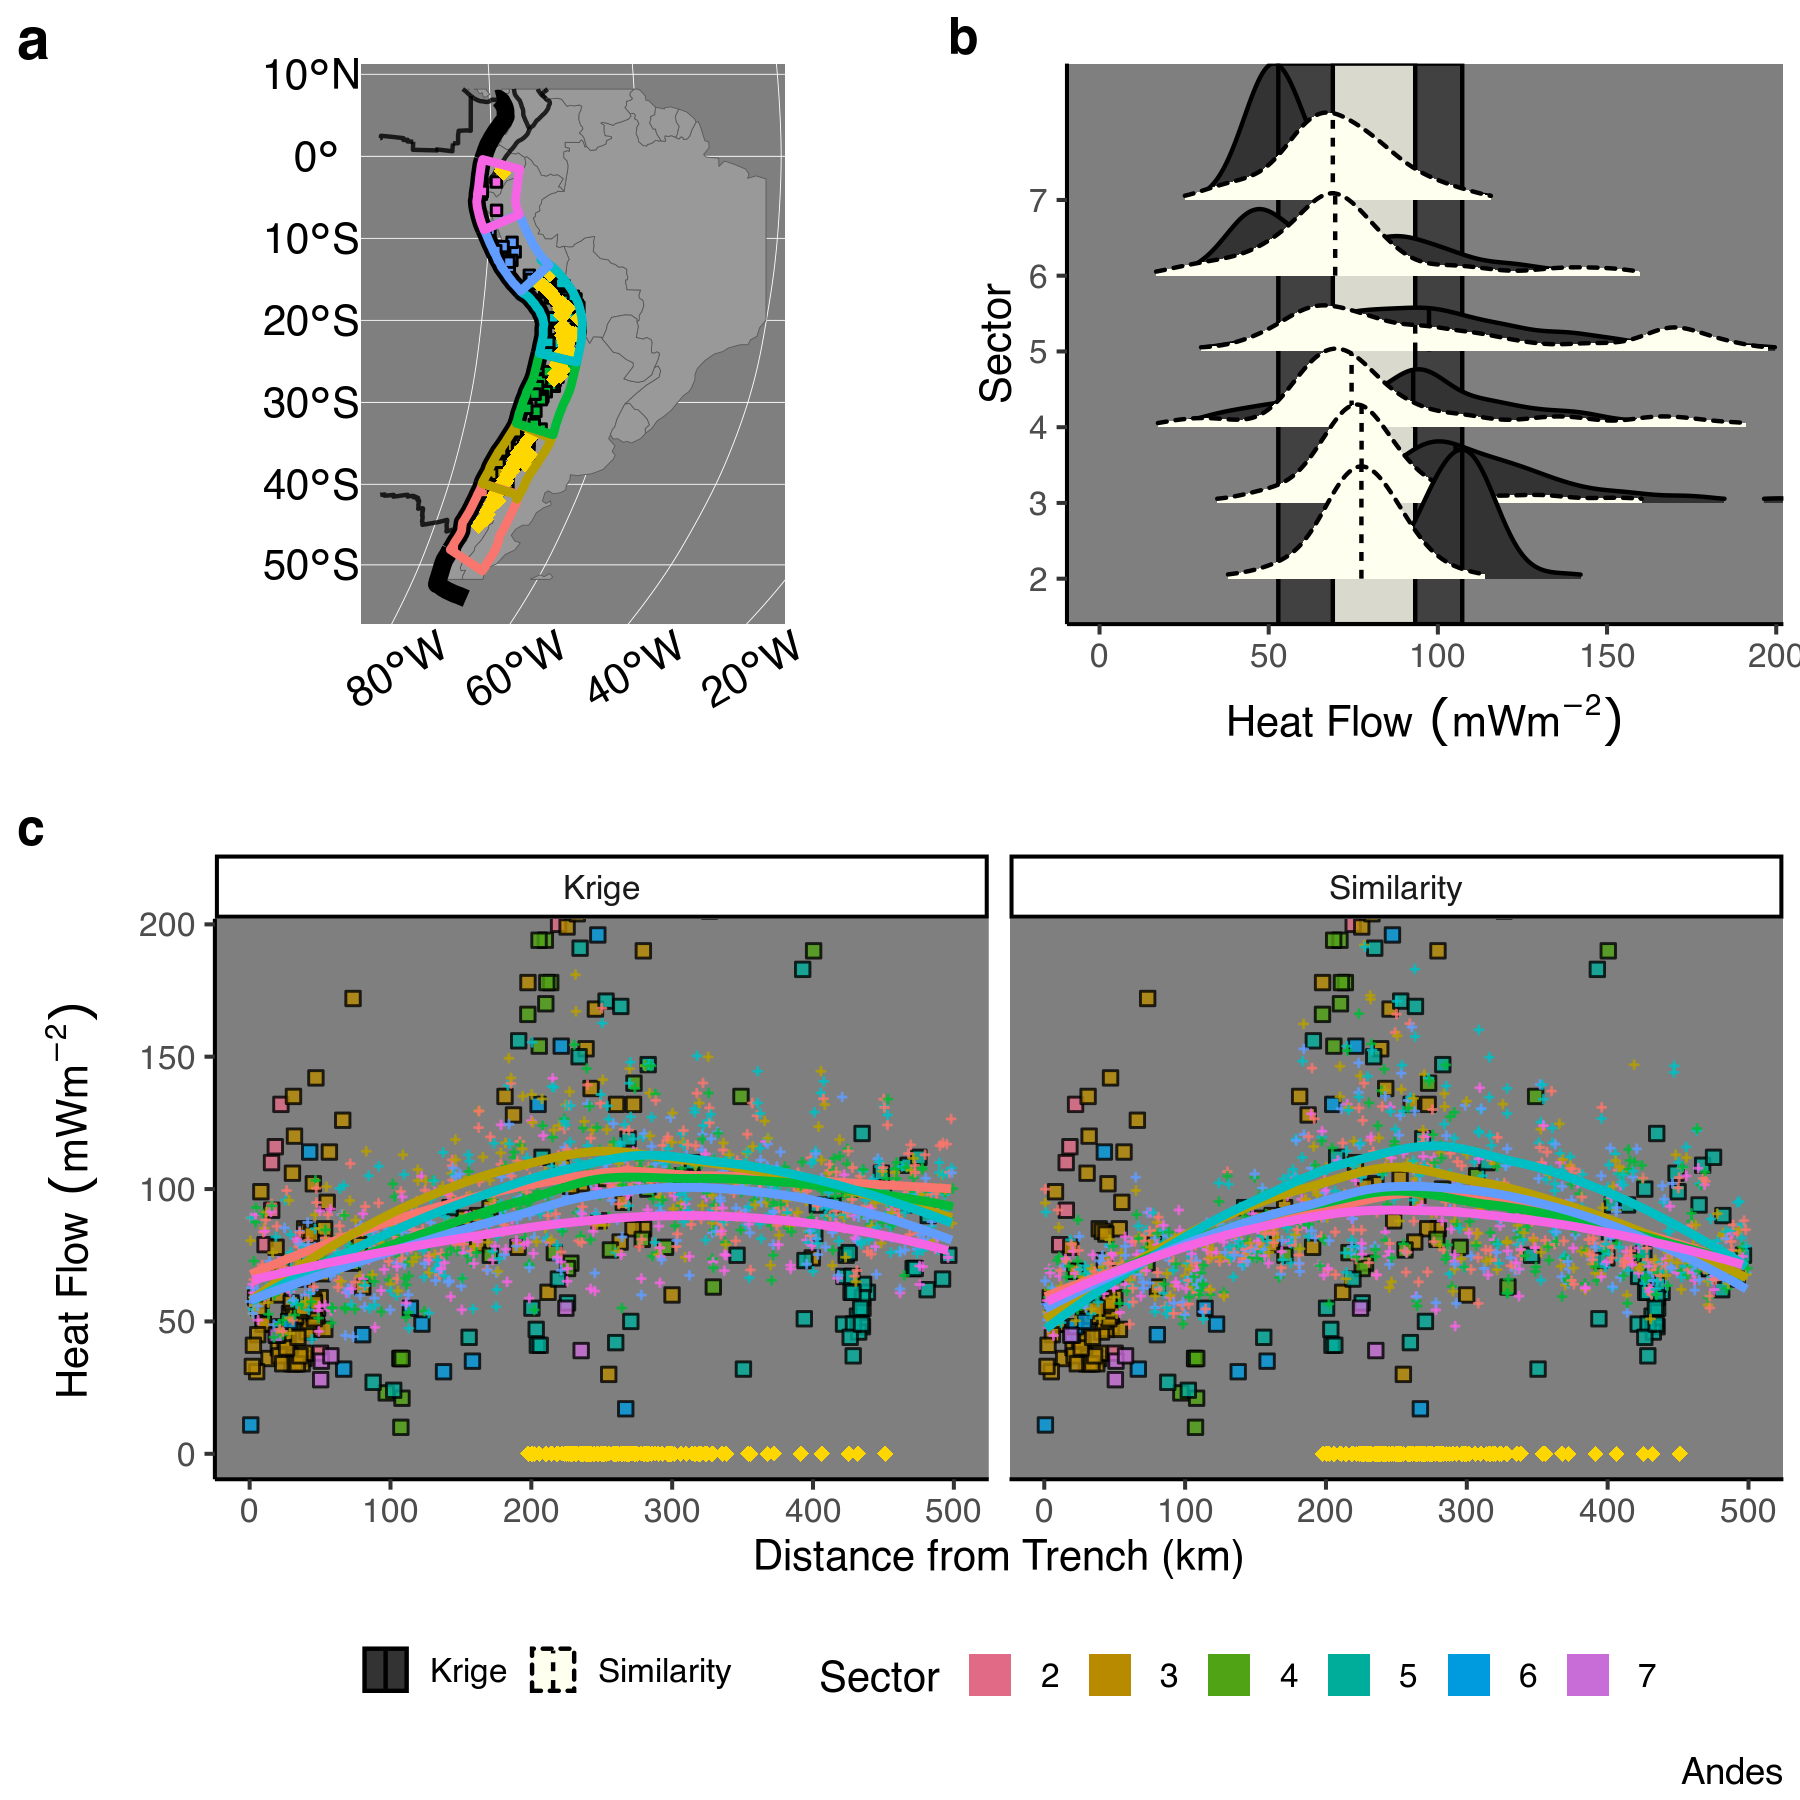 a
10°N
0°
10°S
20°S
30°S
40°S
50°S
80°W 60°W 40°W 20°W
b
Sector
7
6
5
4
3
2
0 50 100 150 200
Heat Flow (mWm−2)
c
Krige Similarity
Heat Flow (mWm−2)
200
150
100
50
0
0 100 200 300 400 500 0 100 200 300 400 500
Distance from Trench (km)
Krige Similarity Sector 2 3 4 5 6 7
Andes